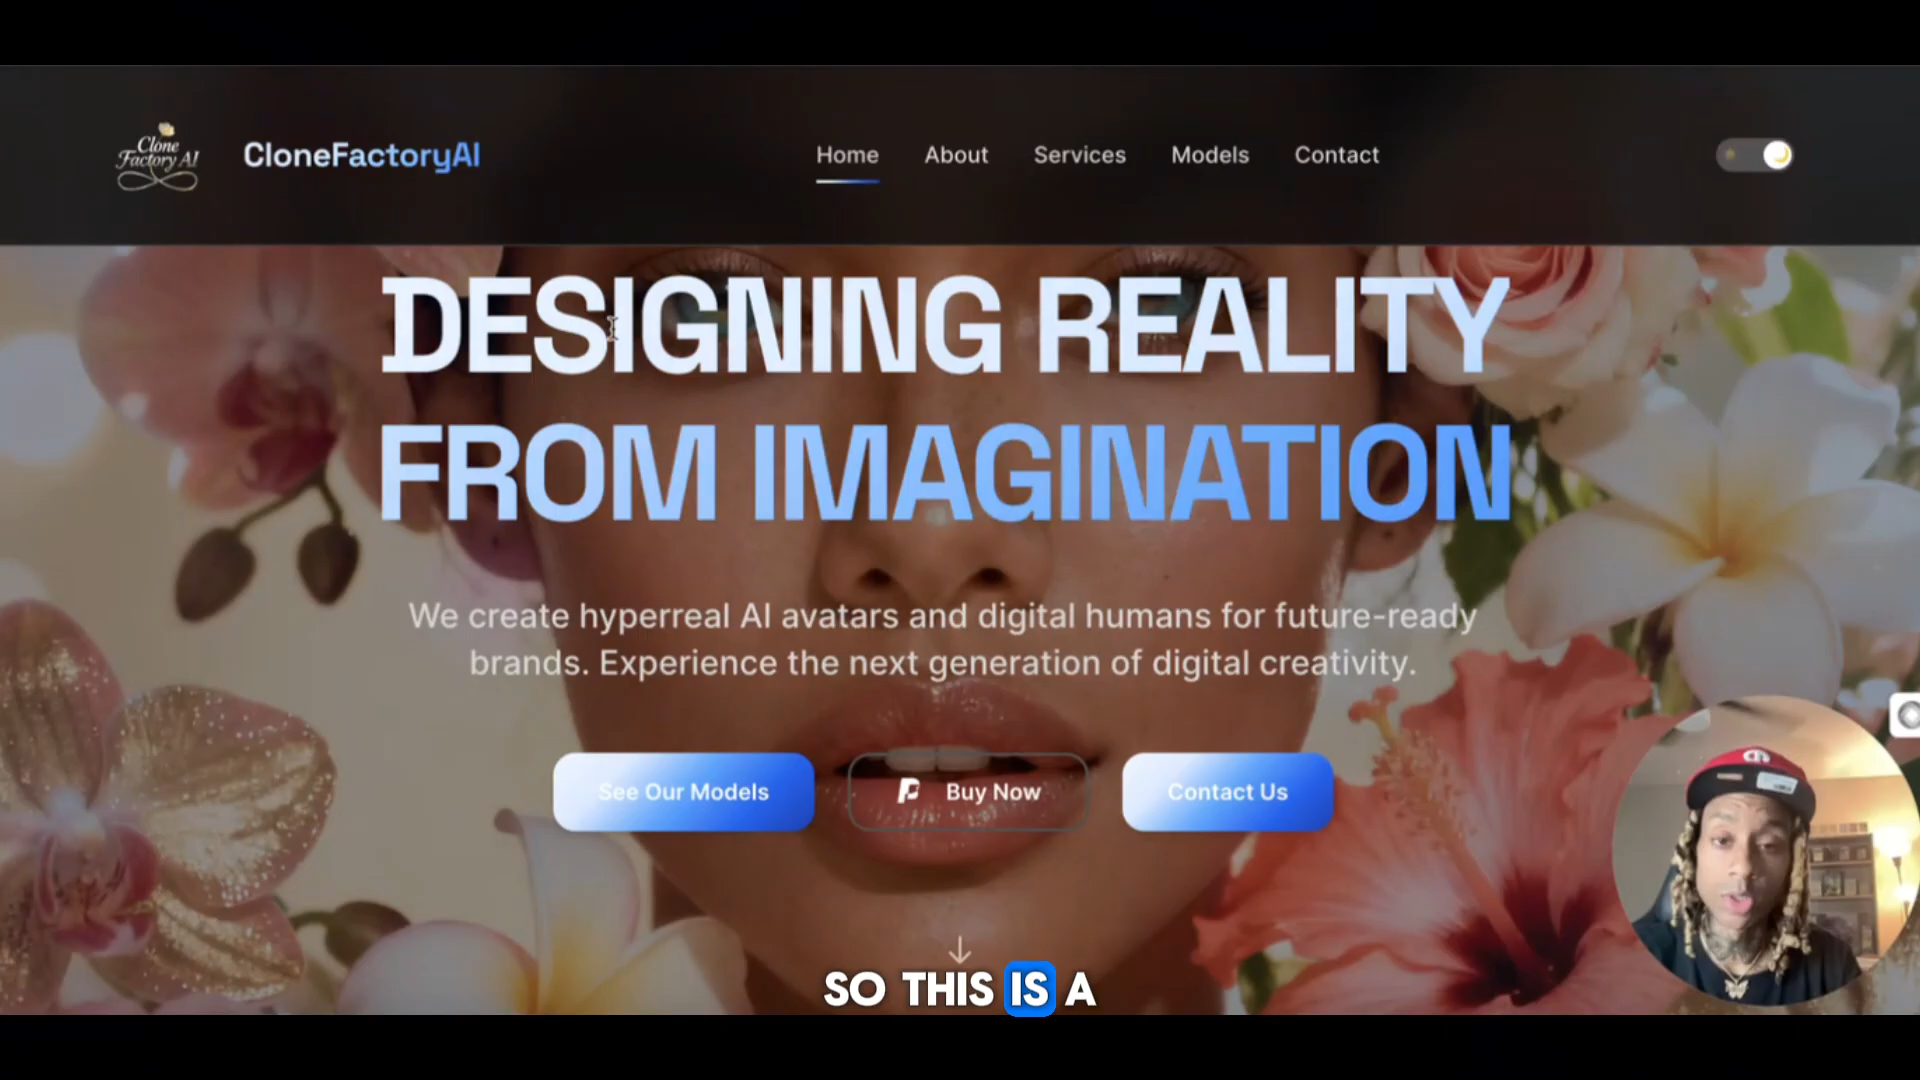 Clone
Factory AI
CloneFactoryAI
Home
About
Services
Models
Contact
DESIGNING REALITY
FROM IMAGINATION
We create hyperreal AI avatars and digital humans for future-ready
brands. Experience the next generation of digital creativity.
See Our Models
Buy Now
Contact Us
SO THIS IS A